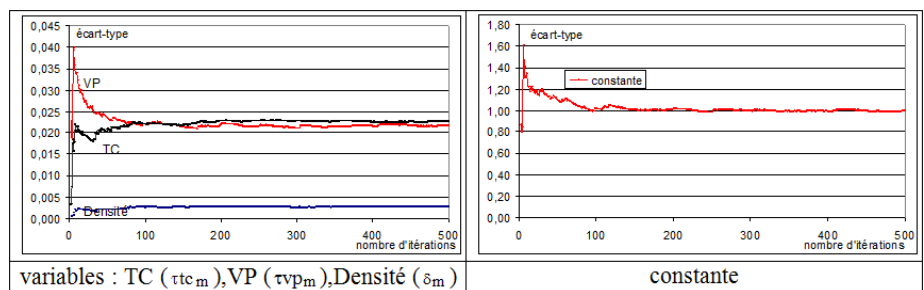 écart-type
0,045
0,040
0,035
0,030
0,025
0,020
0,015
0,010
0,005
0,000
VP
TC
Densité
0 100 200 300 400 500
nombre d'itérations
écart-type
1,80
1,60
1,40
1,20
1,00
0,80
0,60
0,40
0,20
0,00
constante
0 100 200 300 400 500
nombre d'itérations
variables : TC (τtc m),VP (τvpm),Densité (δm)
constante